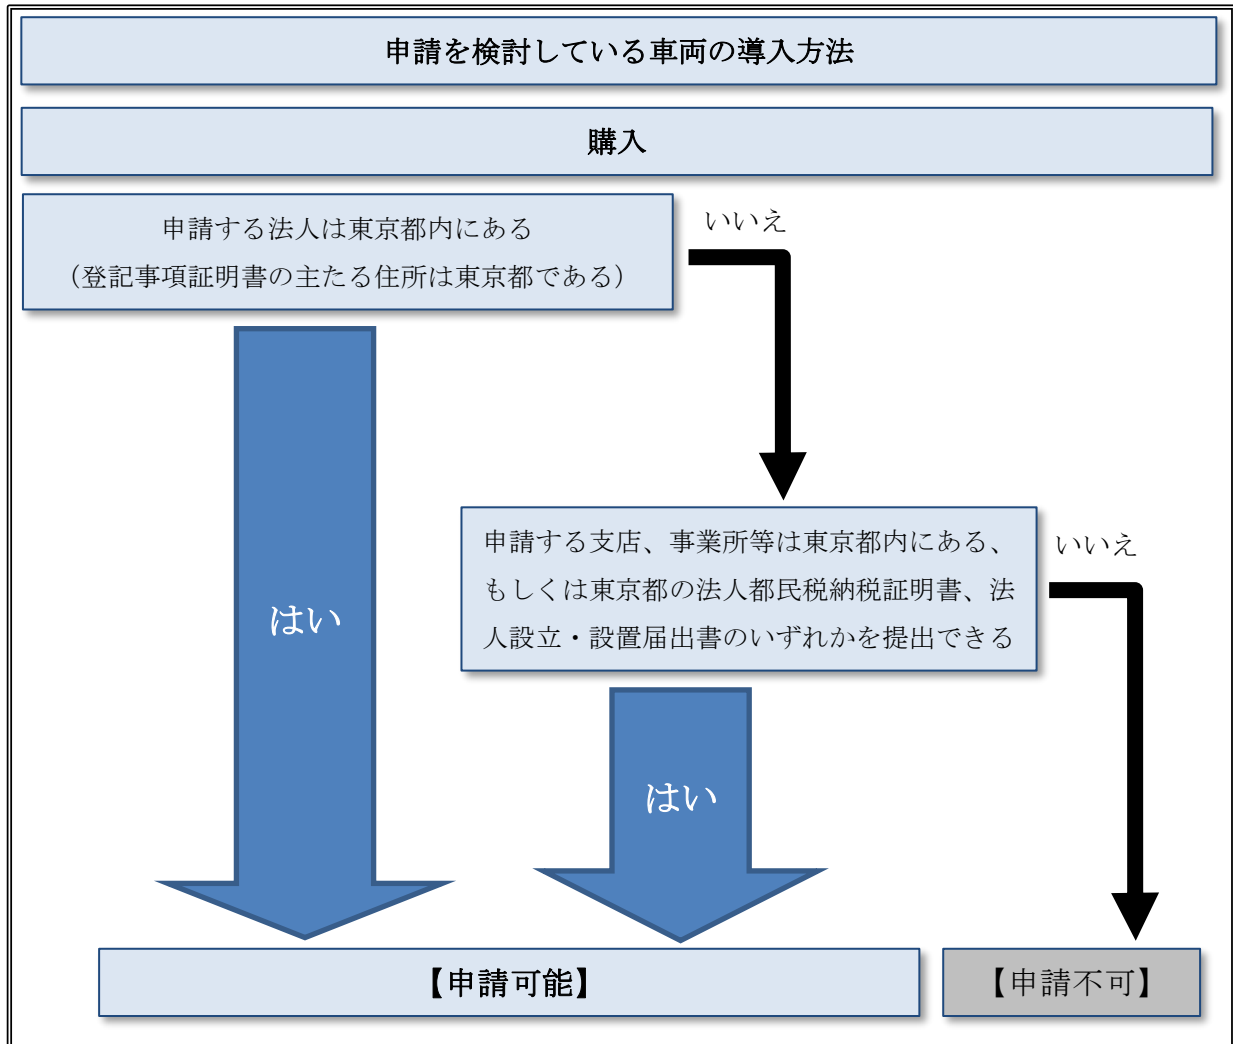 申請を検討している車両の導入方法
購入
申請する法人は東京都内にある
（登記事項証明書の主たる住所は東京都である）
いいえ
申請する支店、事業所等は東京都内にある、
もしくは東京都の法人都民税納税証明書、法
人設立・設置届出書のいずれかを提出できる
いいえ
はい
はい
【申請可能】
【申請不可】